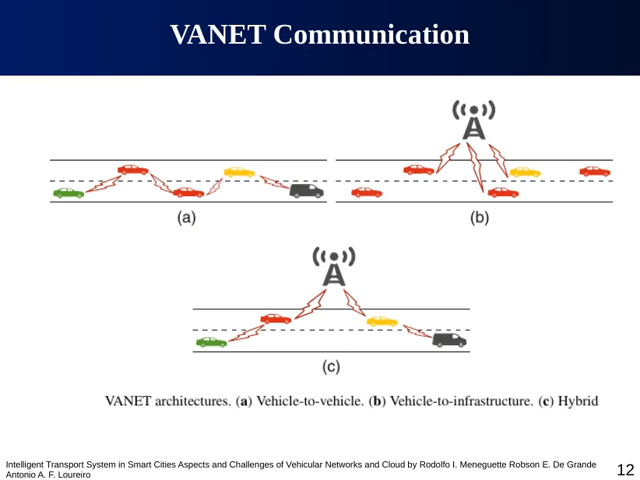 VANET Communication
(a)
(b)
(c)
VANET architectures. (a) Vehicle-to-vehicle. (b) Vehicle-to-infrastructure. (c) Hybrid
Intelligent Transport System in Smart Cities Aspects and Challenges of Vehicular Networks and Cloud by Rodolfo I. Meneguette Robson E. De Grande
Antonio A. F. Loureiro
12